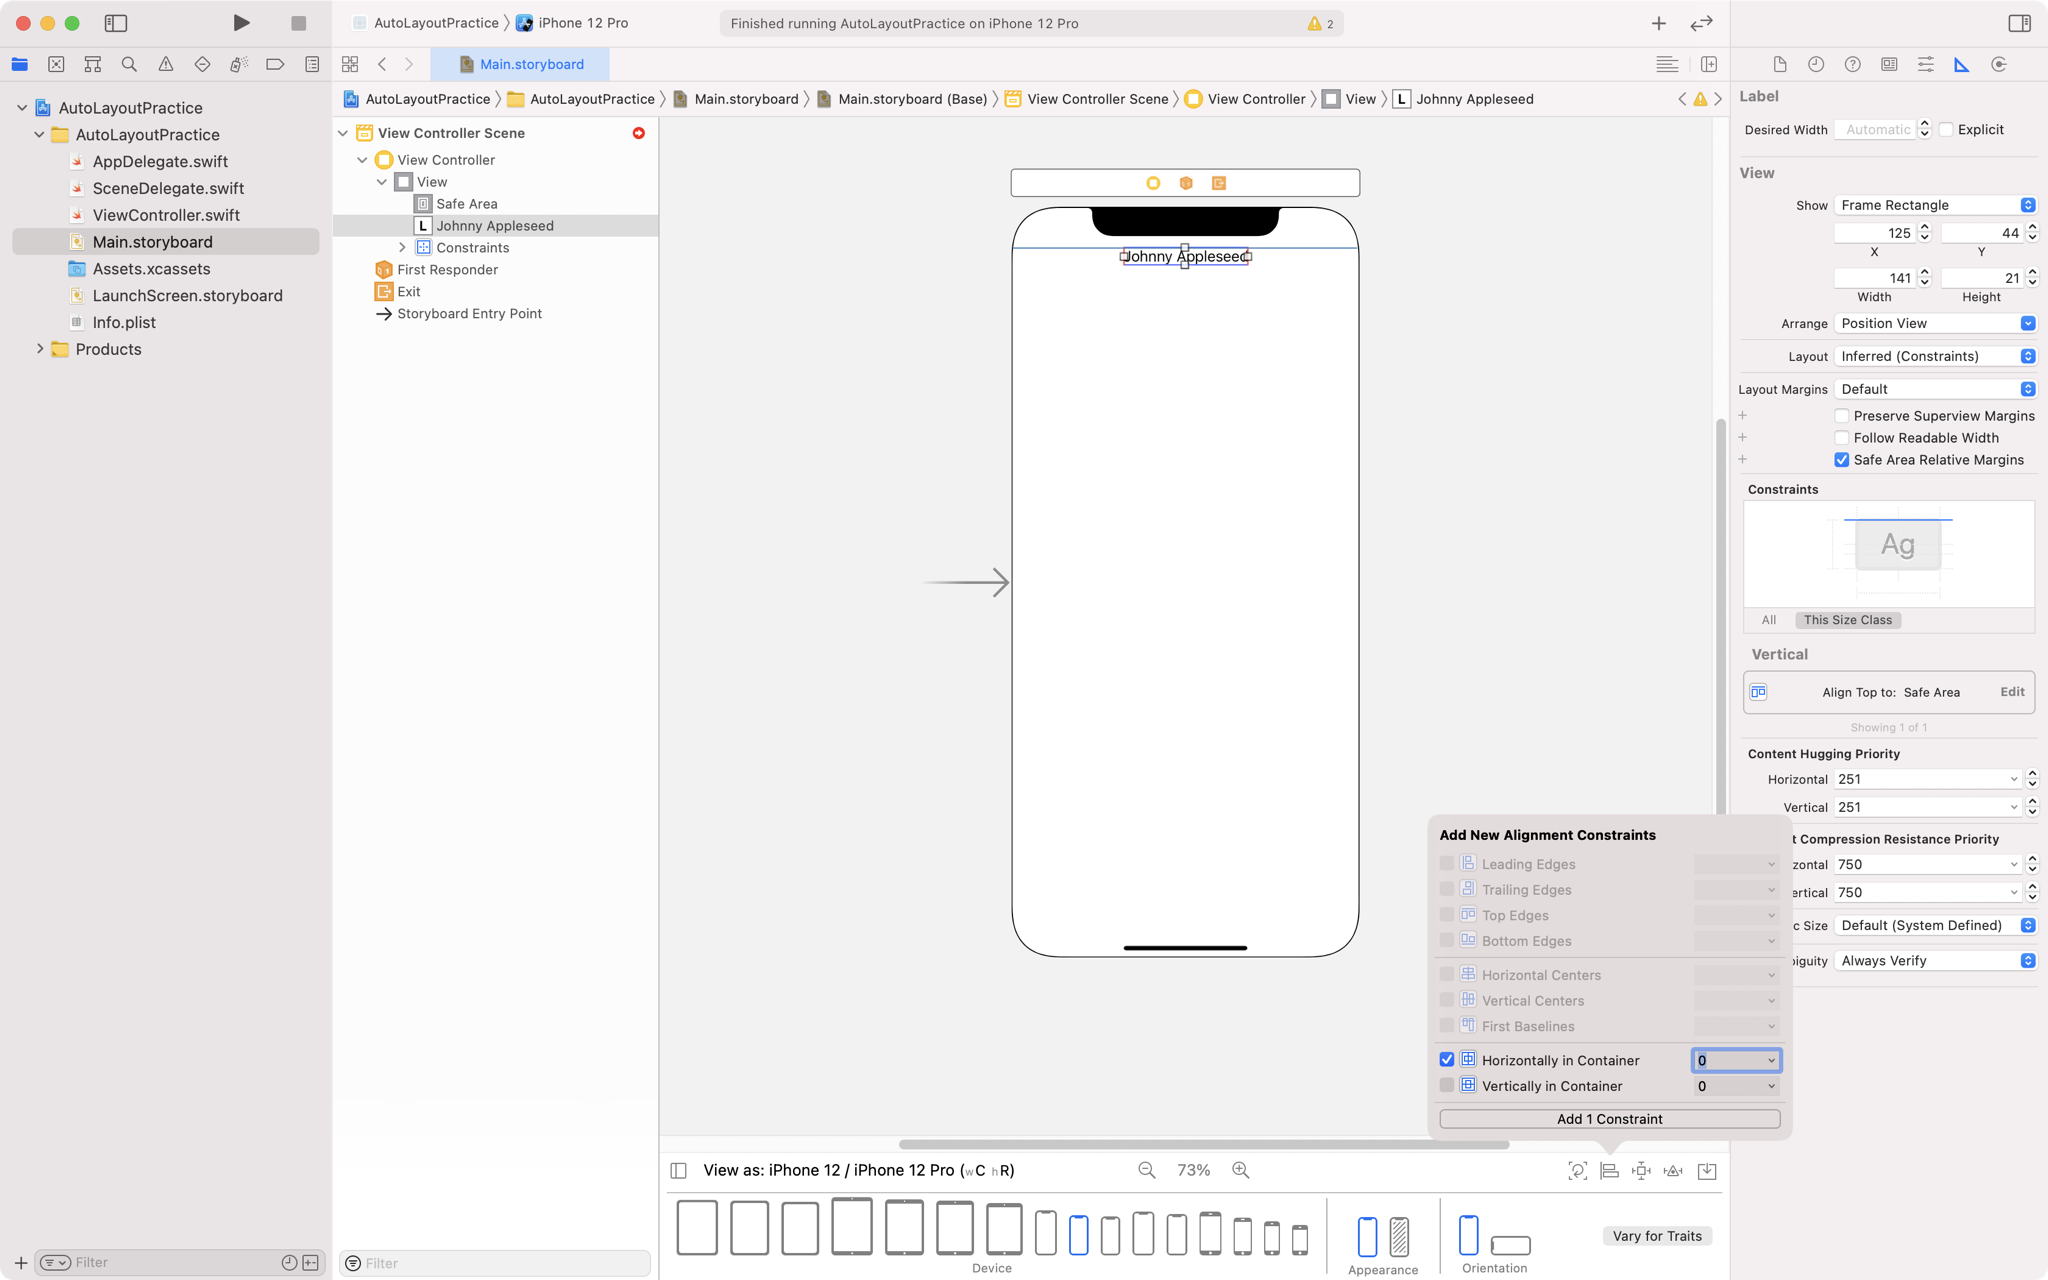 AutoLayoutPractice
iPhone 12 Pro
Finished running AutoLayoutPractice on iPhone 12 Pro
2
Main.storyboard
AutoLayoutPractice
AutoLayoutPractice
Main.storyboard
Main.storyboard (Base)
View Controller Scene
View Controller
View
L Johnny Appleseed
AutoLayoutPractice
AutoLayoutPractice
AppDelegate.swift
SceneDelegate.swift
ViewController.swift
Main.storyboard
Assets.xcassets
LaunchScreen.storyboard
Info.plist
Products
Filter
View Controller Scene
View Controller
View
Safe Area
L Johnny Appleseed
Constraints
First Responder
Exit
Storyboard Entry Point
Filter
Johnny Appleseed
View as: iPhone 12 / iPhone 12 Pro (wC hR)
73%
Device
Appearance
Orientation
Vary for Traits
Add New Alignment Constraints
Leading Edges
Trailing Edges
Top Edges
Bottom Edges
Horizontal Centers
Vertical Centers
First Baselines
Horizontally in Container 0
Vertically in Container 0
Add 1 Constraint
Label
Desired Width Automatic Explicit
View
Show Frame Rectangle
125 44
X Y
141 21
Width Height
Arrange Position View
Layout Inferred (Constraints)
Layout Margins Default
Preserve Superview Margins
Follow Readable Width
Safe Area Relative Margins
Constraints
Ag
All This Size Class
Vertical
Align Top to: Safe Area Edit
Showing 1 of 1
Content Hugging Priority
Horizontal 251
Vertical 251
t Compression Resistance Priority
zontal 750
ertical 750
c Size Default (System Defined)
biguity Always Verify